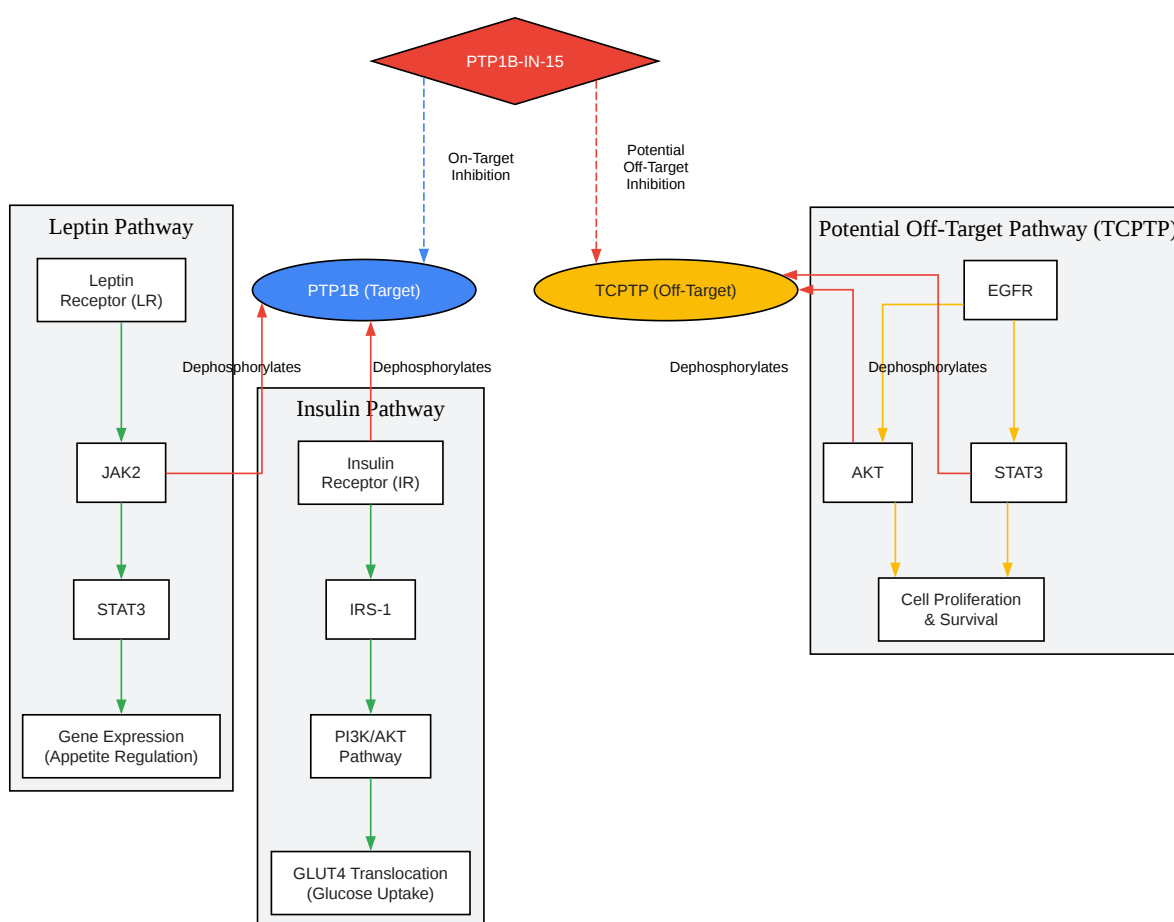 PTP1B-IN-15
On-Target
Inhibition
Potential
Off-Target
Inhibition
Leptin Pathway
Leptin
Receptor (LR)
PTP1B (Target)
TCPTP (Off-Target)
Potential Off-Target Pathway (TCPTP)
EGFR
Dephosphorylates
Dephosphorylates
Dephosphorylates
Dephosphorylates
Insulin Pathway
JAK2
Insulin
Receptor (IR)
AKT
STAT3
STAT3
IRS-1
Cell Proliferation
& Survival
Gene Expression
(Appetite Regulation)
PI3K/AKT
Pathway
GLUT4 Translocation
(Glucose Uptake)